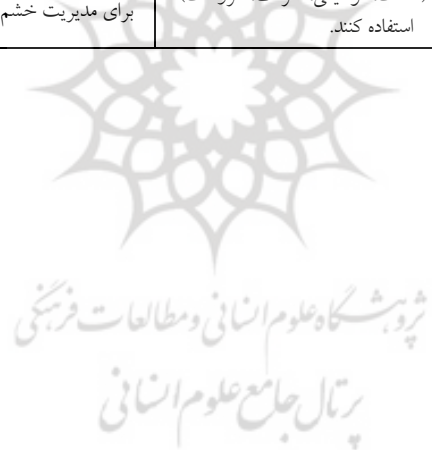 برای مدیریت خشم
استفاده کنند.
پژوهشگاه علوم انسانی و مطالعات فرهنگی
پرتال جامع علوم انسانی